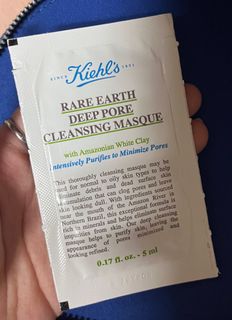 SINCE Kiehl's 1851
RARE EARTH
DEEP PORE
CLEANSING MASQUE
with Amazonian White Clay
Intensively Purifies to Minimize Pores
This thoroughly cleansing masque may be
used for normal to oily skin types to help
eliminate debris and dead surface skin
accumulation that can clog pores and leave
skin looking dull. With ingredients sourced
near the mouth of the Amazon River in
Northern Brazil, this exceptional formula is
rich in minerals and helps eliminate surface
impurities from skin. Our deep cleansing
masque helps to purify skin, leaving the
appearance of pores minimized and
looking refined.
0.17 fl. oz. - 5 ml